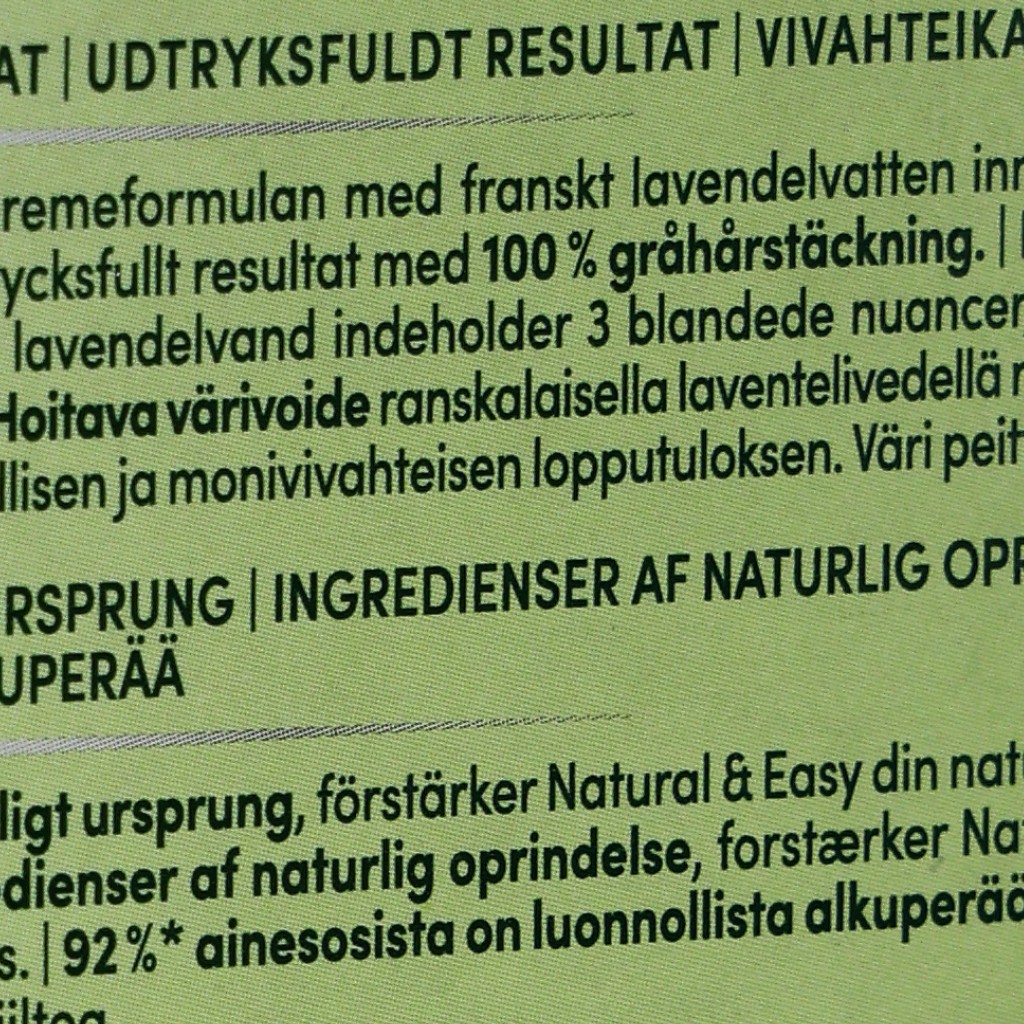 AT | UDTRYKSFULDT RESULTAT | VIVAHTEIKA
remeformulan med franskt lavendelvatten inn
ycksfullt resultat med 100 % gråhårstäckning. |
lavendelvand indeholder 3 blandede nuancer
Hoitava värivoide ranskalaisella laventelivedellä
llisen ja monivivahteisen lopputuloksen. Väri peit
RSPRUNG | INGREDIENSER AF NATURLIG OPR
UPERÄÄ
ligt ursprung, förstärker Natural & Easy din natu
edienser af naturlig oprindelse, forstærker Na
s. | 92 %* ainesosista on luonnollista alkuperää